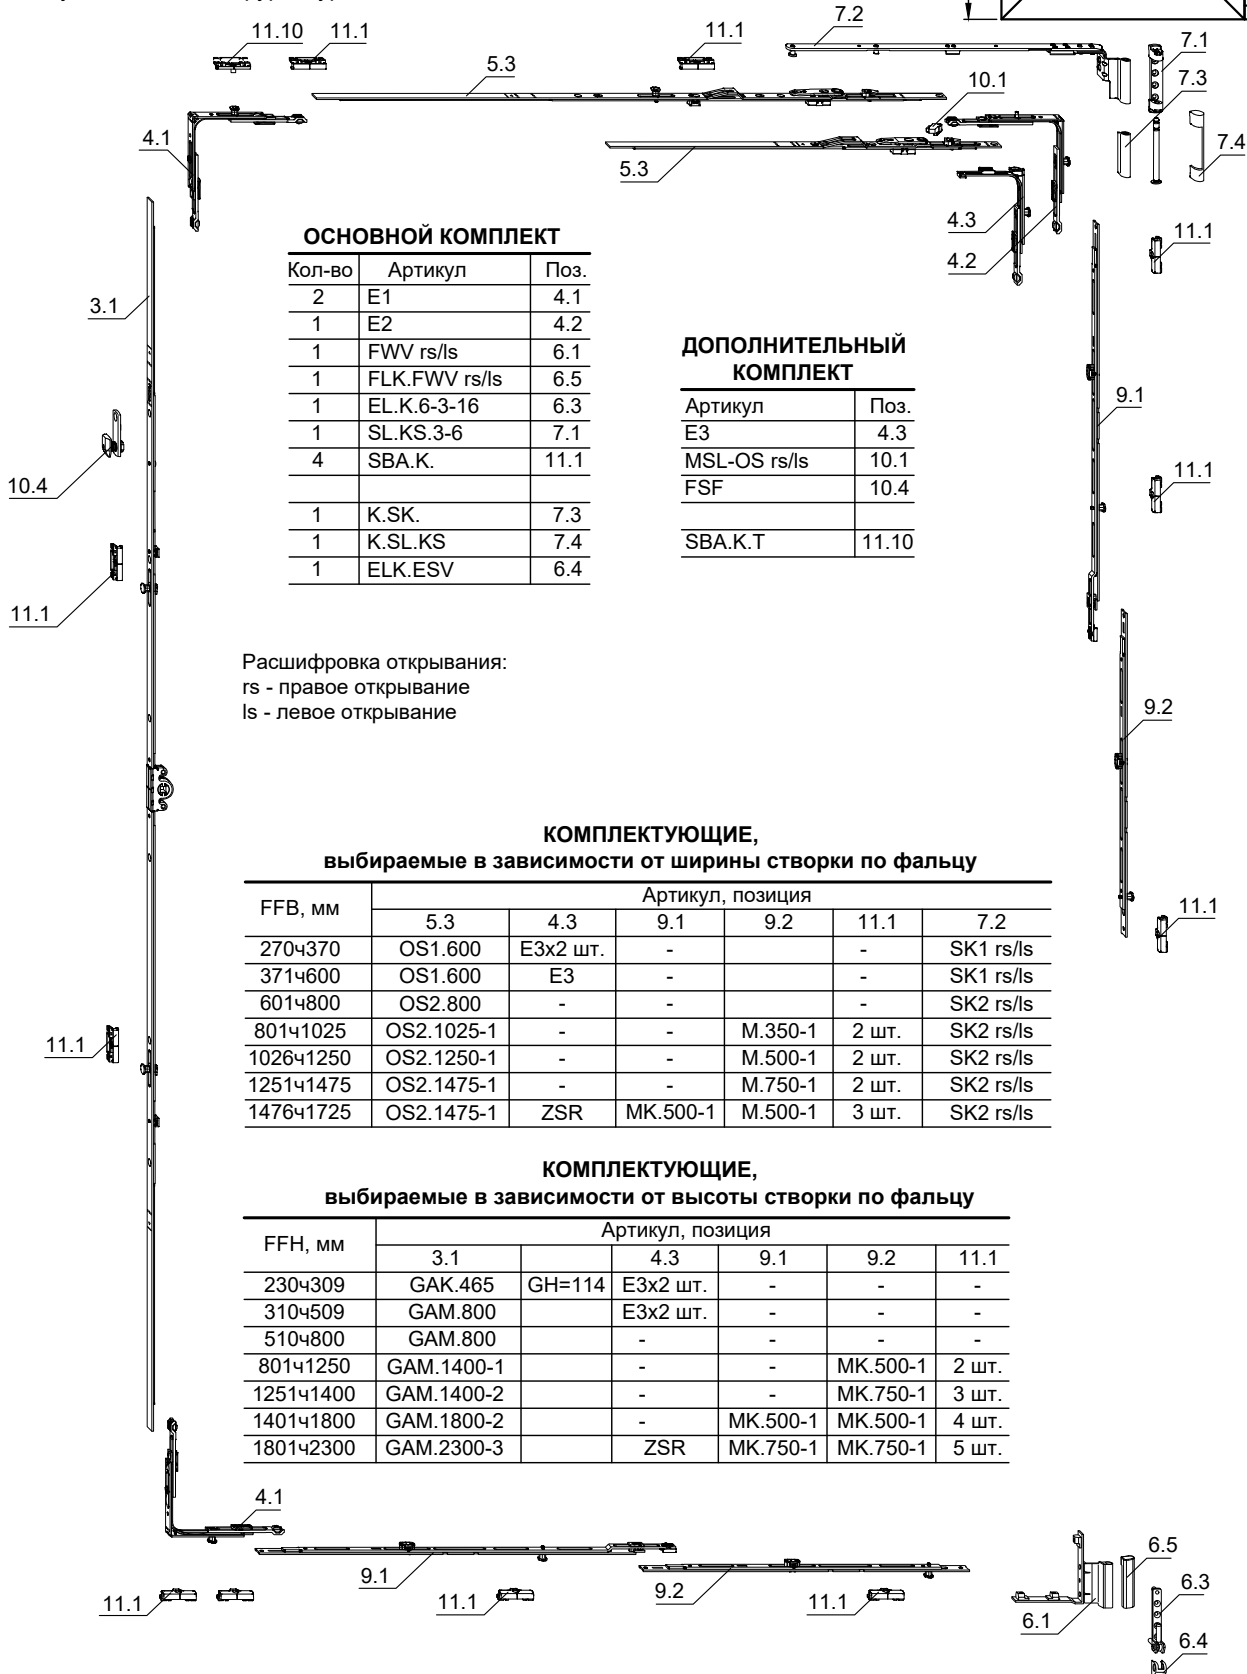 7.2
11.10
11.1
11.1
7.1
5.3
7.3
10.1
4.1
7.4
5.3
4.3
11.1
4.2
3.1
ОСНОВНОЙ КОМПЛЕКТ
Кол-во Артикул Поз.
2 E1 4.1
1 E2 4.2
1 FWV rs/ls 6.1
1 FLK.FWV rs/ls 6.5
1 EL.K.6-3-16 6.3
1 SL.KS.3-6 7.1
4 SBA.K. 11.1
1 K.SK. 7.3
1 K.SL.KS 7.4
1 ELK.ESV 6.4
ДОПОЛНИТЕЛЬНЫЙ
КОМПЛЕКТ
Артикул Поз.
E3 4.3
MSL-OS rs/ls 10.1
FSF 10.4
SBA.K.T 11.10
9.1
10.4
11.1
11.1
Расшифровка открывания:
rs - правое открывание
ls - левое открывание
9.2
КОМПЛЕКТУЮЩИЕ,
выбираемые в зависимости от ширины створки по фальцу
FFB, мм Артикул, позиция
5.3 4.3 9.1 9.2 11.1 7.2
270ч370 OS1.600 E3x2 шт. - - SK1 rs/ls
371ч600 OS1.600 E3 - - SK1 rs/ls
601ч800 OS2.800 - - - SK2 rs/ls
801ч1025 OS2.1025-1 - - M.350-1 2 шт. SK2 rs/ls
1026ч1250 OS2.1250-1 - - M.500-1 2 шт. SK2 rs/ls
1251ч1475 OS2.1475-1 - - M.750-1 2 шт. SK2 rs/ls
1476ч1725 OS2.1475-1 ZSR MK.500-1 M.500-1 3 шт. SK2 rs/ls
11.1
11.1
КОМПЛЕКТУЮЩИЕ,
выбираемые в зависимости от высоты створки по фальцу
FFH, мм Артикул, позиция
3.1 4.3 9.1 9.2 11.1
230ч309 GAK.465 GH=114 E3x2 шт. - - -
310ч509 GAM.800 E3x2 шт. - - -
510ч800 GAM.800 - - - -
801ч1250 GAM.1400-1 - - MK.500-1 2 шт.
1251ч1400 GAM.1400-2 - - MK.750-1 3 шт.
1401ч1800 GAM.1800-2 - MK.500-1 MK.500-1 4 шт.
1801ч2300 GAM.2300-3 ZSR MK.750-1 MK.750-1 5 шт.
4.1
9.1
9.2
6.5
6.3
11.1
11.1
11.1
6.1
6.4